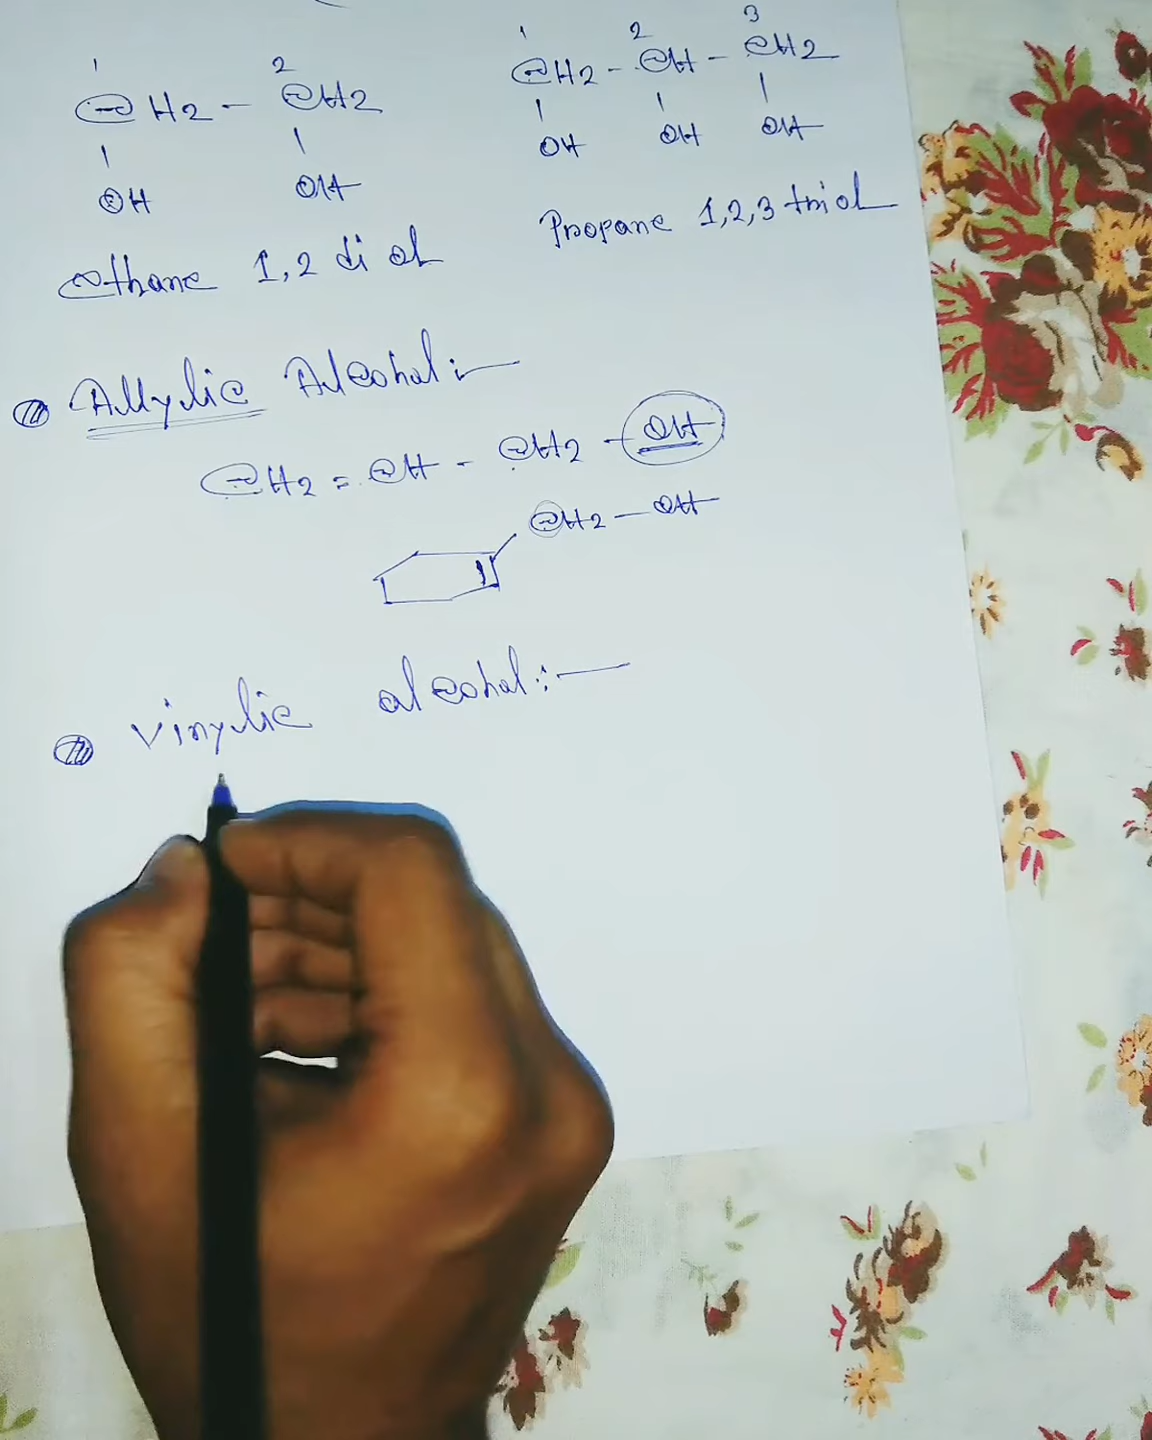 1 2
CH2 - CH2
| |
OH OH
ethane 1,2 di ol
1 2 3
CH2 - CH - CH2
| | |
OH OH OH
Propane 1,2,3 triol
Allylic Alcohol :-
CH2 = CH - CH2 - OH
CH2 - OH
Vinylic alcohol :-